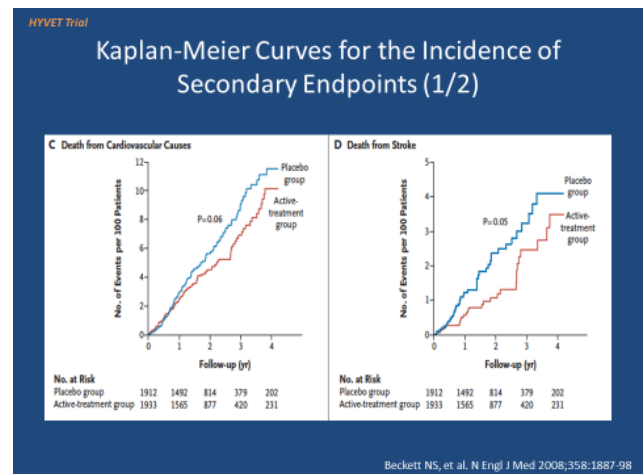 HYVET Trial
Kaplan-Meier Curves for the Incidence of
Secondary Endpoints (1/2)
C Death from Cardiovascular Causes
12
10
8
6
4
2
0
No. of Events per 100 Patients
P=0.06
Placebo
group
Active-
treatment
group
0 1 2 3 4
Follow-up (yr)
No. at Risk
Placebo group 1912 1492 814 379 202
Active-treatment group 1933 1565 877 420 231
D Death from Stroke
5
4
3
2
1
0
No. of Events per 100 Patients
P=0.05
Placebo
group
Active-
treatment
group
0 1 2 3 4
Follow-up (yr)
No. at Risk
Placebo group 1912 1492 814 379 202
Active-treatment group 1933 1565 877 420 231
Beckett NS, et al. N Engl J Med 2008;358:1887-98